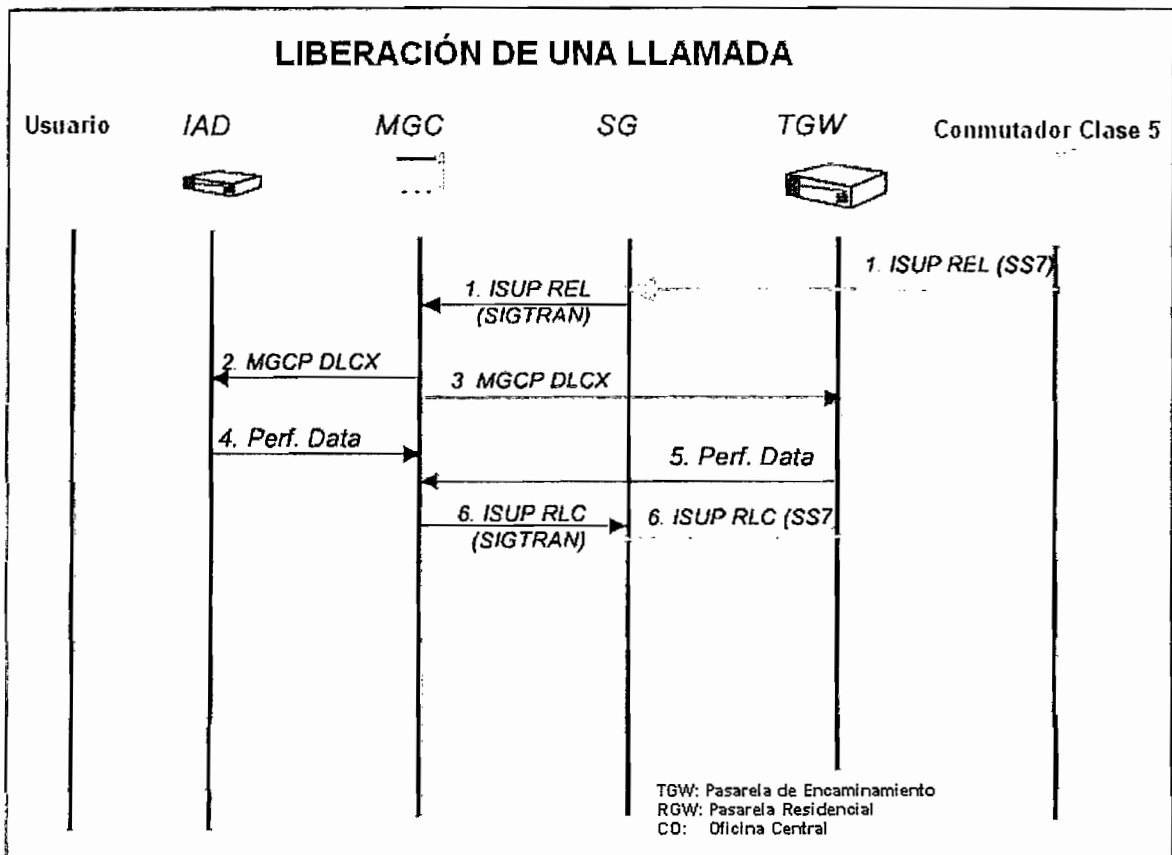 LIBERACIÓN DE UNA LLAMADA
Usuario IAD MGC SG TGW Conmutador Clase 5
1. ISUP REL (SS7)
1. ISUP REL
(SIGTRAN)
2. MGCP DLCX
3 MGCP DLCX
4. Perf. Data
5. Perf. Data
6. ISUP RLC
(SIGTRAN)
6. ISUP RLC (SS7
TGW: Pasarela de Encaminamiento
RGW: Pasarela Residencial
CO: Oficina Central